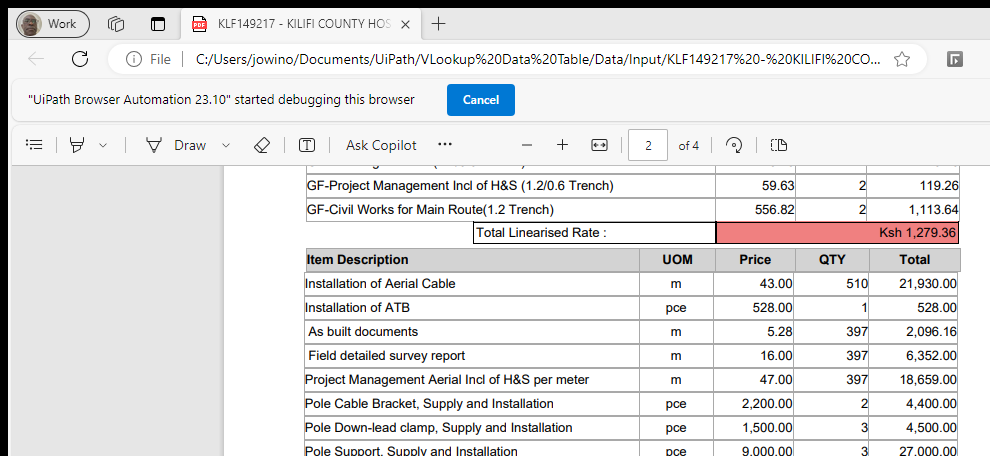 Work
PDF
KLF149217 - KILIFI COUNTY HOS
File
C:/Users/jowino/Documents/UiPath/VLookup%20Data%20Table/Data/Input/KLF149217%20-%20KILIFI%20CO...
"UiPath Browser Automation 23.10" started debugging this browser
Cancel
Draw
Ask Copilot
2 of 4
GF-Project Management Incl of H&S (1.2/0.6 Trench) 59.63 2 119.26
GF-Civil Works for Main Route(1.2 Trench) 556.82 2 1,113.64
Total Linearised Rate : Ksh 1,279.36
Item Description UOM Price QTY Total
Installation of Aerial Cable m 43.00 510 21,930.00
Installation of ATB pce 528.00 1 528.00
As built documents m 5.28 397 2,096.16
Field detailed survey report m 16.00 397 6,352.00
Project Management Aerial Incl of H&S per meter m 47.00 397 18,659.00
Pole Cable Bracket, Supply and Installation pce 2,200.00 2 4,400.00
Pole Down-lead clamp, Supply and Installation pce 1,500.00 3 4,500.00
Pole Support, Supply and Installation pce 9,000.00 3 27,000.00